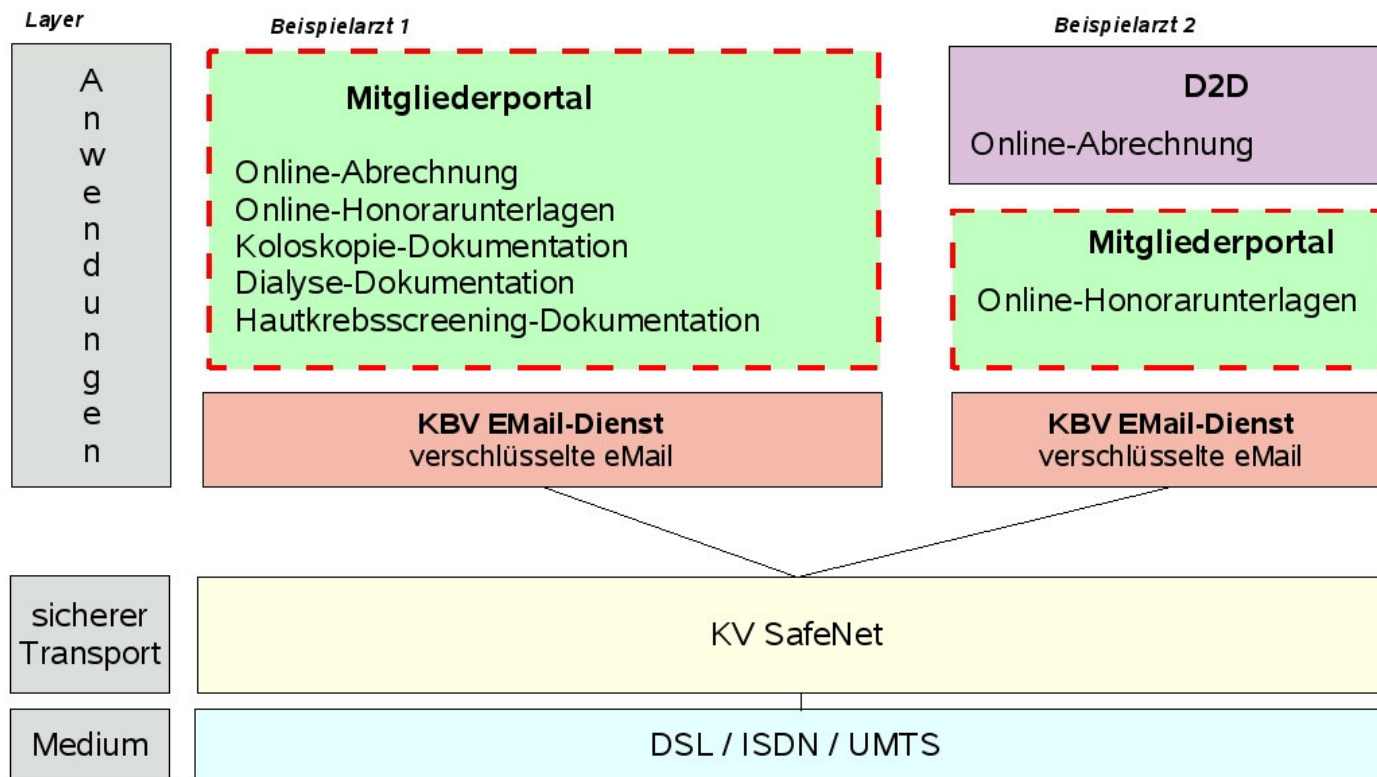 Layer
Beispielarzt 1
Beispielarzt 2
Anwendungen
Mitgliederportal
Online-Abrechnung
Online-Honorarunterlagen
Koloskopie-Dokumentation
Dialyse-Dokumentation
Hautkrebsscreening-Dokumentation
D2D
Online-Abrechnung
Mitgliederportal
Online-Honorarunterlagen
KBV EMail-Dienst
verschlüsselte eMail
KBV EMail-Dienst
verschlüsselte eMail
sicherer
Transport
KV SafeNet
Medium
DSL / ISDN / UMTS